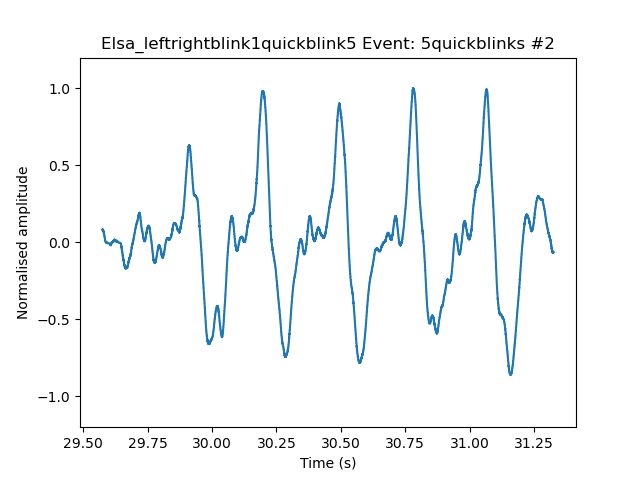 Elsa_leftrightblink1quickblink5 Event: 5quickblinks #2
Normalised amplitude
1.0
0.5
0.0
−0.5
−1.0
29.50 29.75 30.00 30.25 30.50 30.75 31.00 31.25
Time (s)